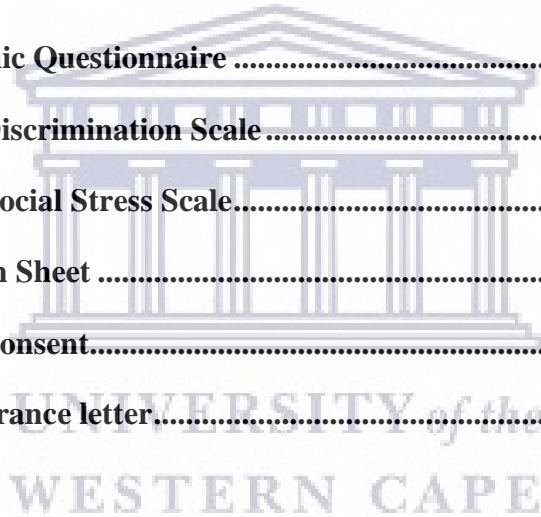 ic Questionnaire ........................................
iscrimination Scale ....................................
ocial Stress Scale........................................
n Sheet ........................................................
onsent.........................................................
rance letter.................................................
UNIVERSITY of the
WESTERN CAPE